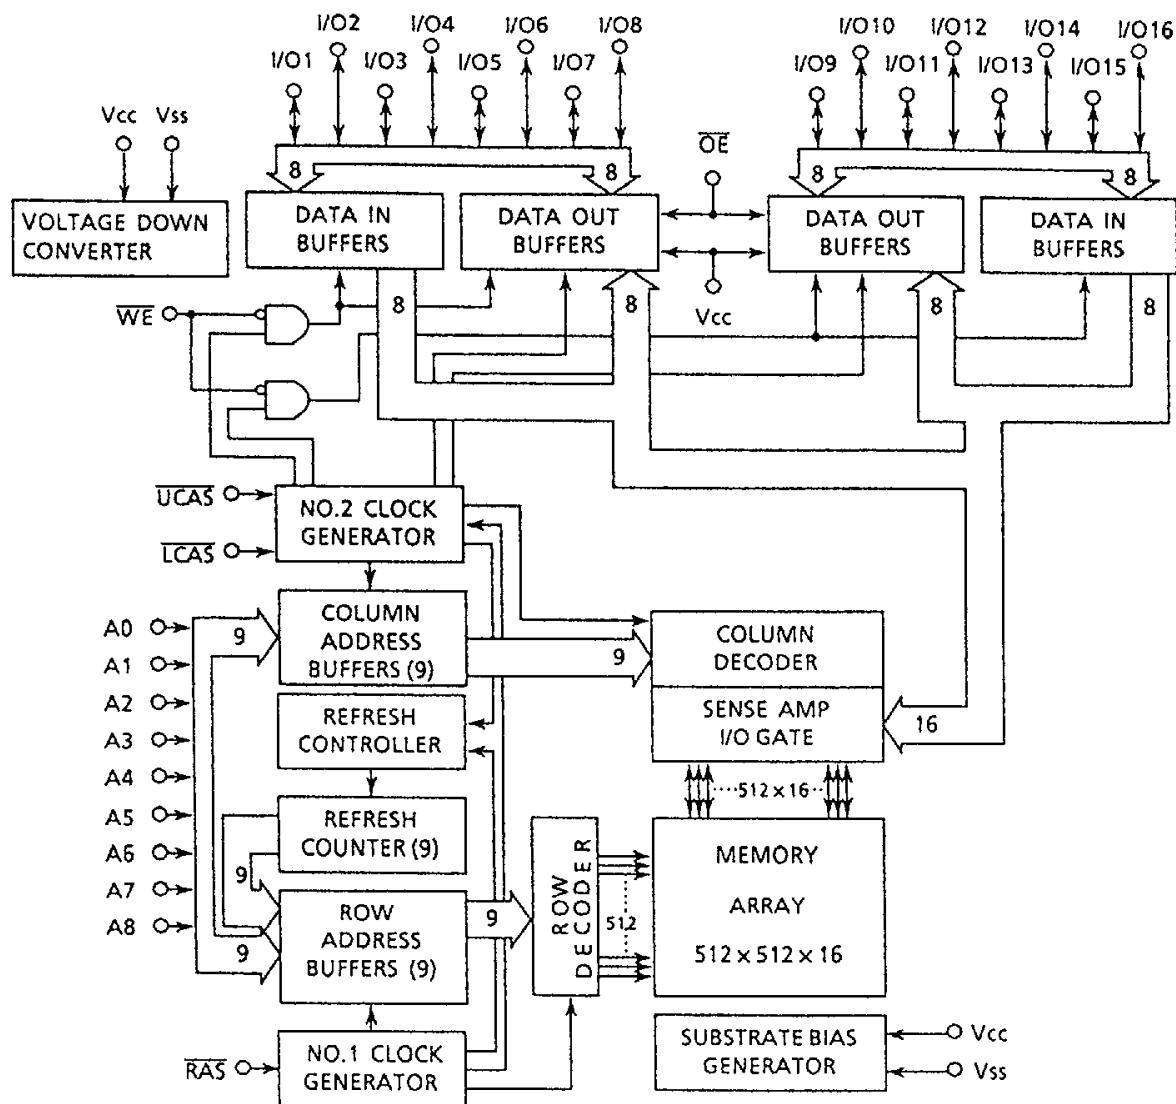 I/O2 I/O4 I/O6 I/O8 I/O10 I/O12 I/O14 I/O16
I/O1 I/O3 I/O5 I/O7 I/O9 I/O11 I/O13 I/O15
Vcc Vss
OE
8 8 8 8
VOLTAGE DOWN
CONVERTER
DATA IN
BUFFERS
DATA OUT
BUFFERS
DATA OUT
BUFFERS
DATA IN
BUFFERS
WE
8 8 8 8
Vcc
UCAS
LCAS
NO.2 CLOCK
GENERATOR
A0
A1
A2
A3
A4
A5
A6
A7
A8
9
COLUMN
ADDRESS
BUFFERS (9)
9
COLUMN
DECODER
SENSE AMP
I/O GATE
16
REFRESH
CONTROLLER
512×16
REFRESH
COUNTER (9)
9
9
ROW
ADDRESS
BUFFERS (9)
9
ROW
DECODER
512
MEMORY
ARRAY
512×512×16
RAS
NO.1 CLOCK
GENERATOR
SUBSTRATE BIAS
GENERATOR
Vcc
Vss